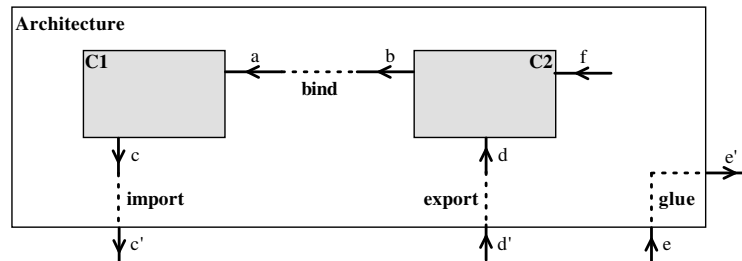 Architecture
C1
a
b
C2
f
bind
c
d
e'
import
export
glue
c'
d'
e